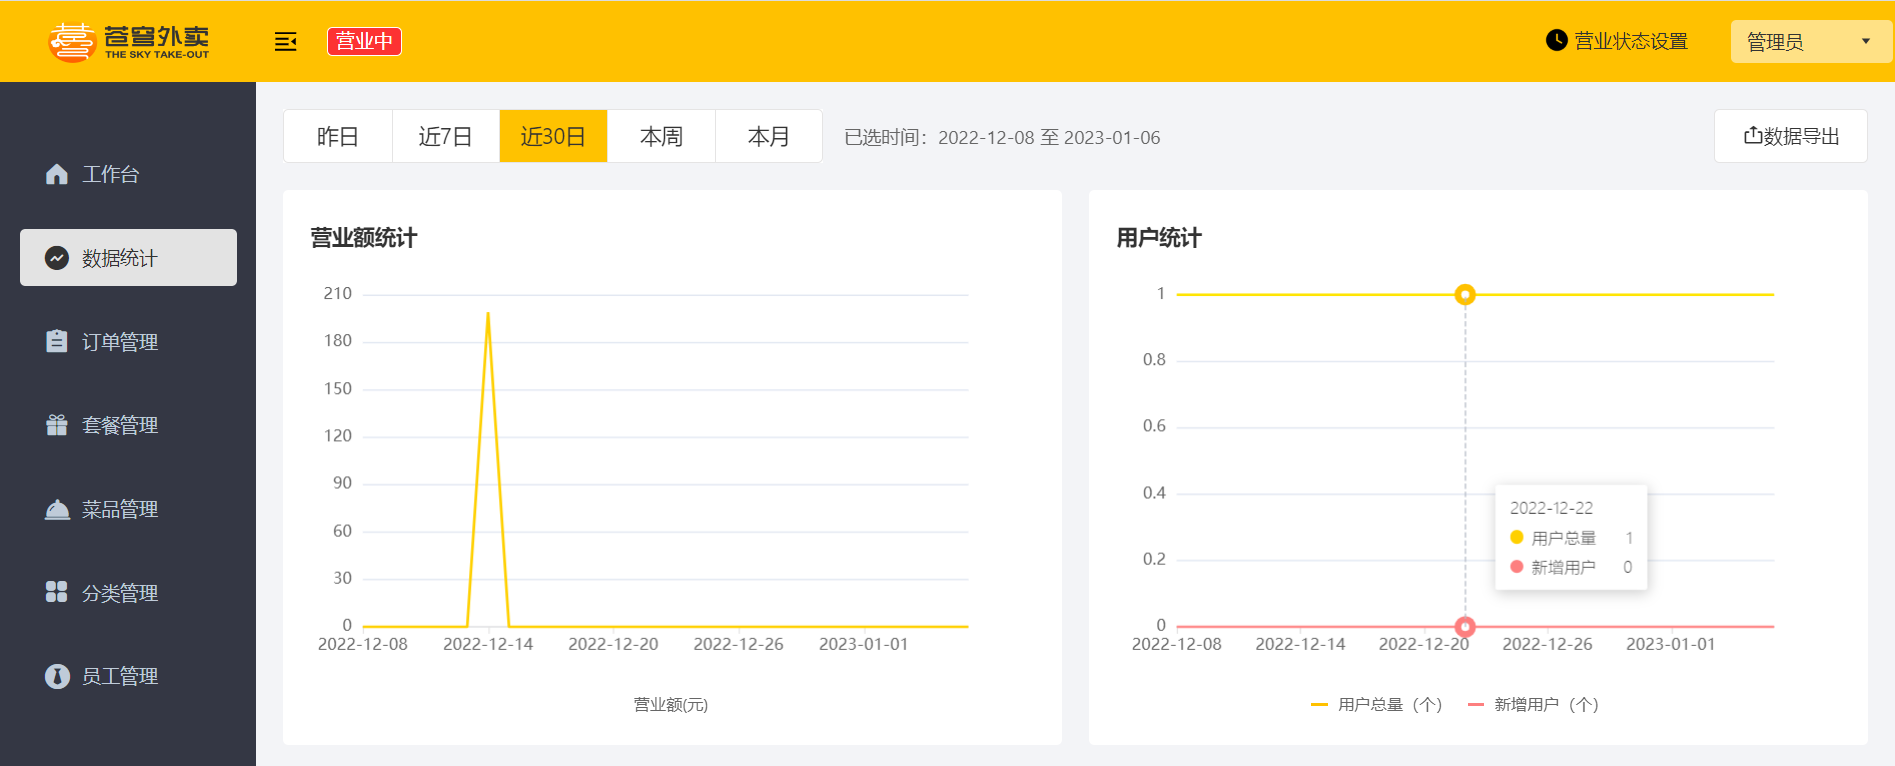 苍穹外卖
THE SKY TAKE-OUT
营业中
营业状态设置
管理员
工作台
数据统计
订单管理
套餐管理
菜品管理
分类管理
员工管理
昨日
近7日
近30日
本周
本月
已选时间：2022-12-08 至 2023-01-06
数据导出
营业额统计
210
180
150
120
90
60
30
0
2022-12-08
2022-12-14
2022-12-20
2022-12-26
2023-01-01
营业额(元)
用户统计
1
0.8
0.6
0.4
0.2
0
2022-12-22
用户总量 1
新增用户 0
2022-12-08
2022-12-14
2022-12-20
2022-12-26
2023-01-01
用户总量（个）
新增用户（个）